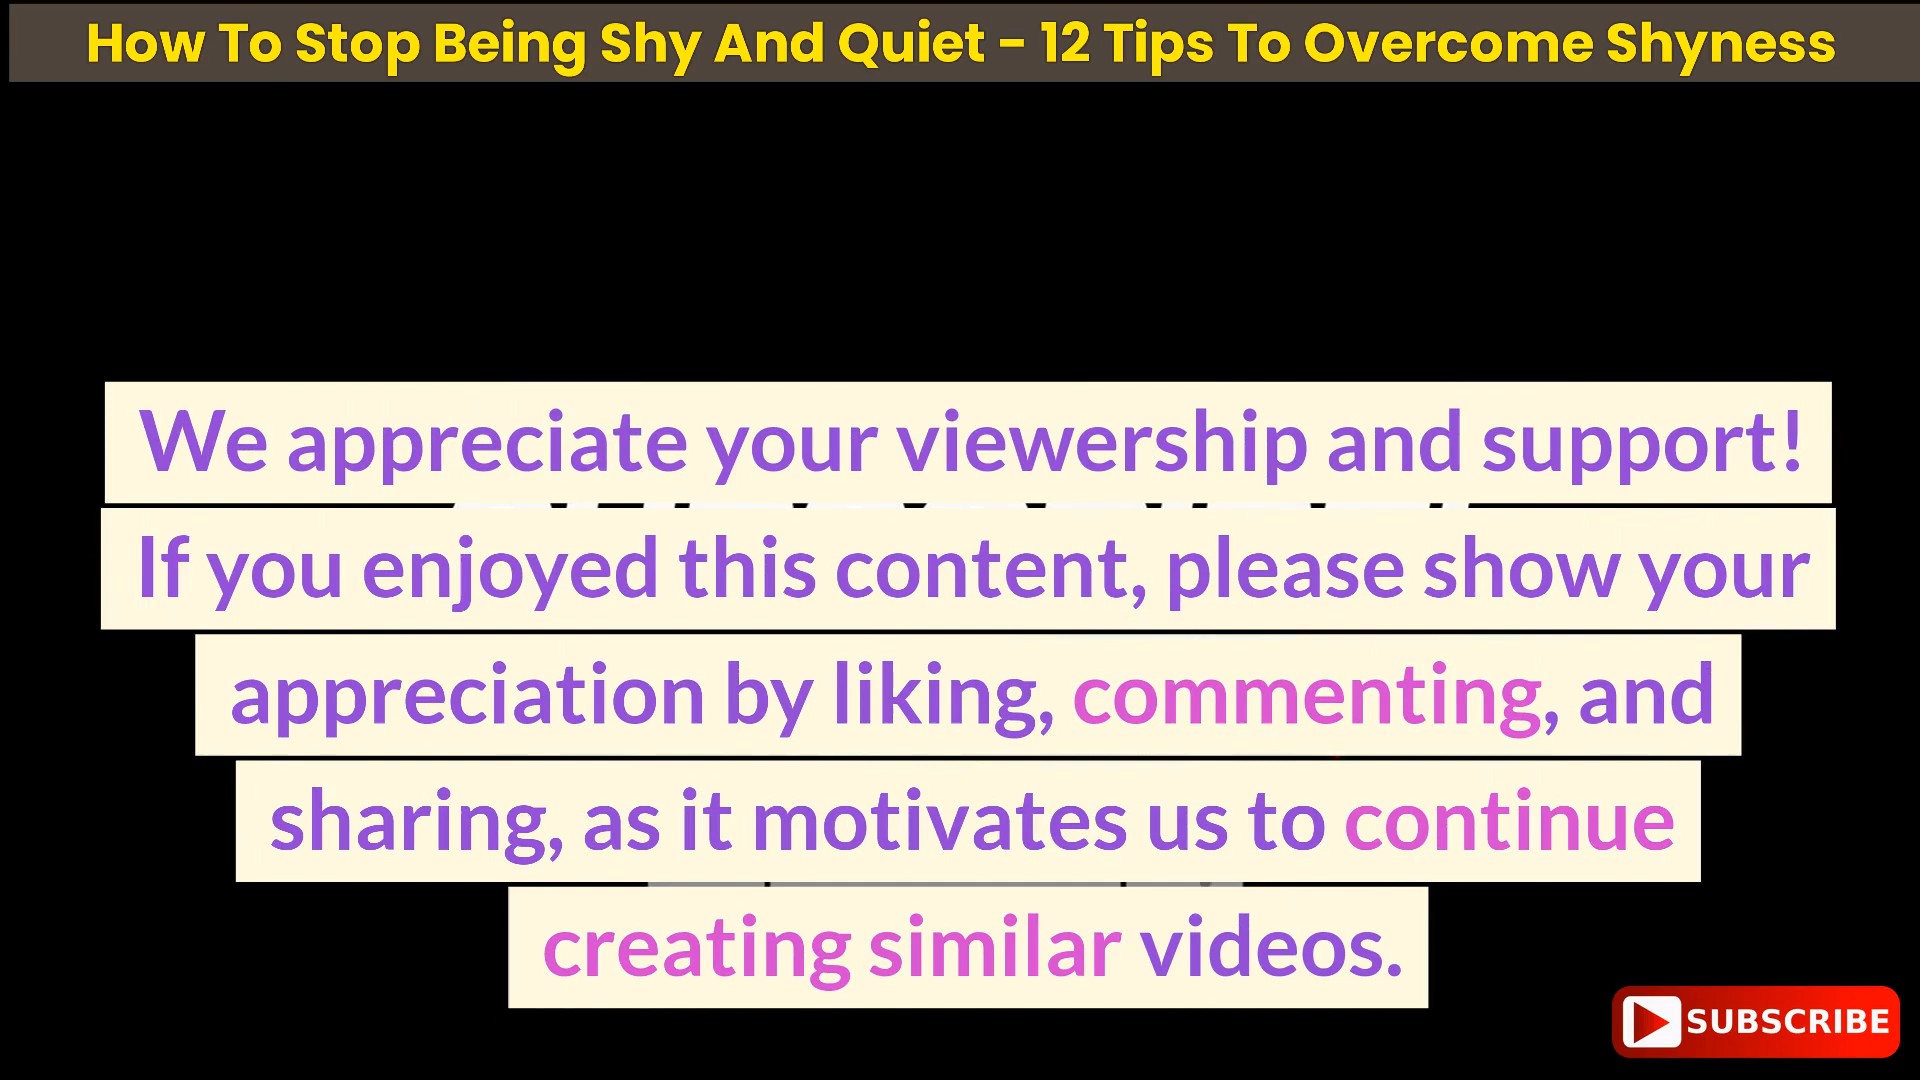 How To Stop Being Shy And Quiet - 12 Tips To Overcome Shyness
We appreciate your viewership and support!
If you enjoyed this content, please show your
appreciation by liking, commenting, and
sharing, as it motivates us to continue
creating similar videos.
SUBSCRIBE